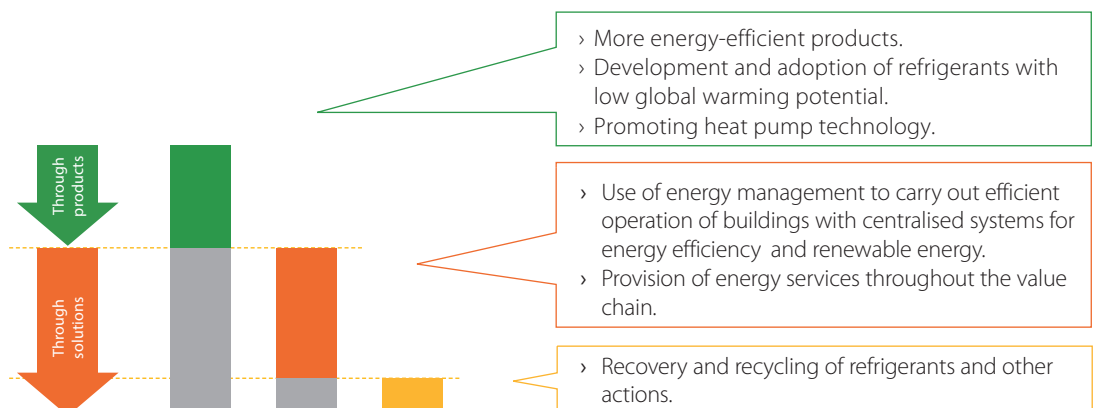 › More energy-efficient products.
› Development and adoption of refrigerants with
low global warming potential.
› Promoting heat pump technology.
Through
products
› Use of energy management to carry out efficient
operation of buildings with centralised systems for
energy efficiency and renewable energy.
› Provision of energy services throughout the value
chain.
Through
solutions
› Recovery and recycling of refrigerants and other
actions.